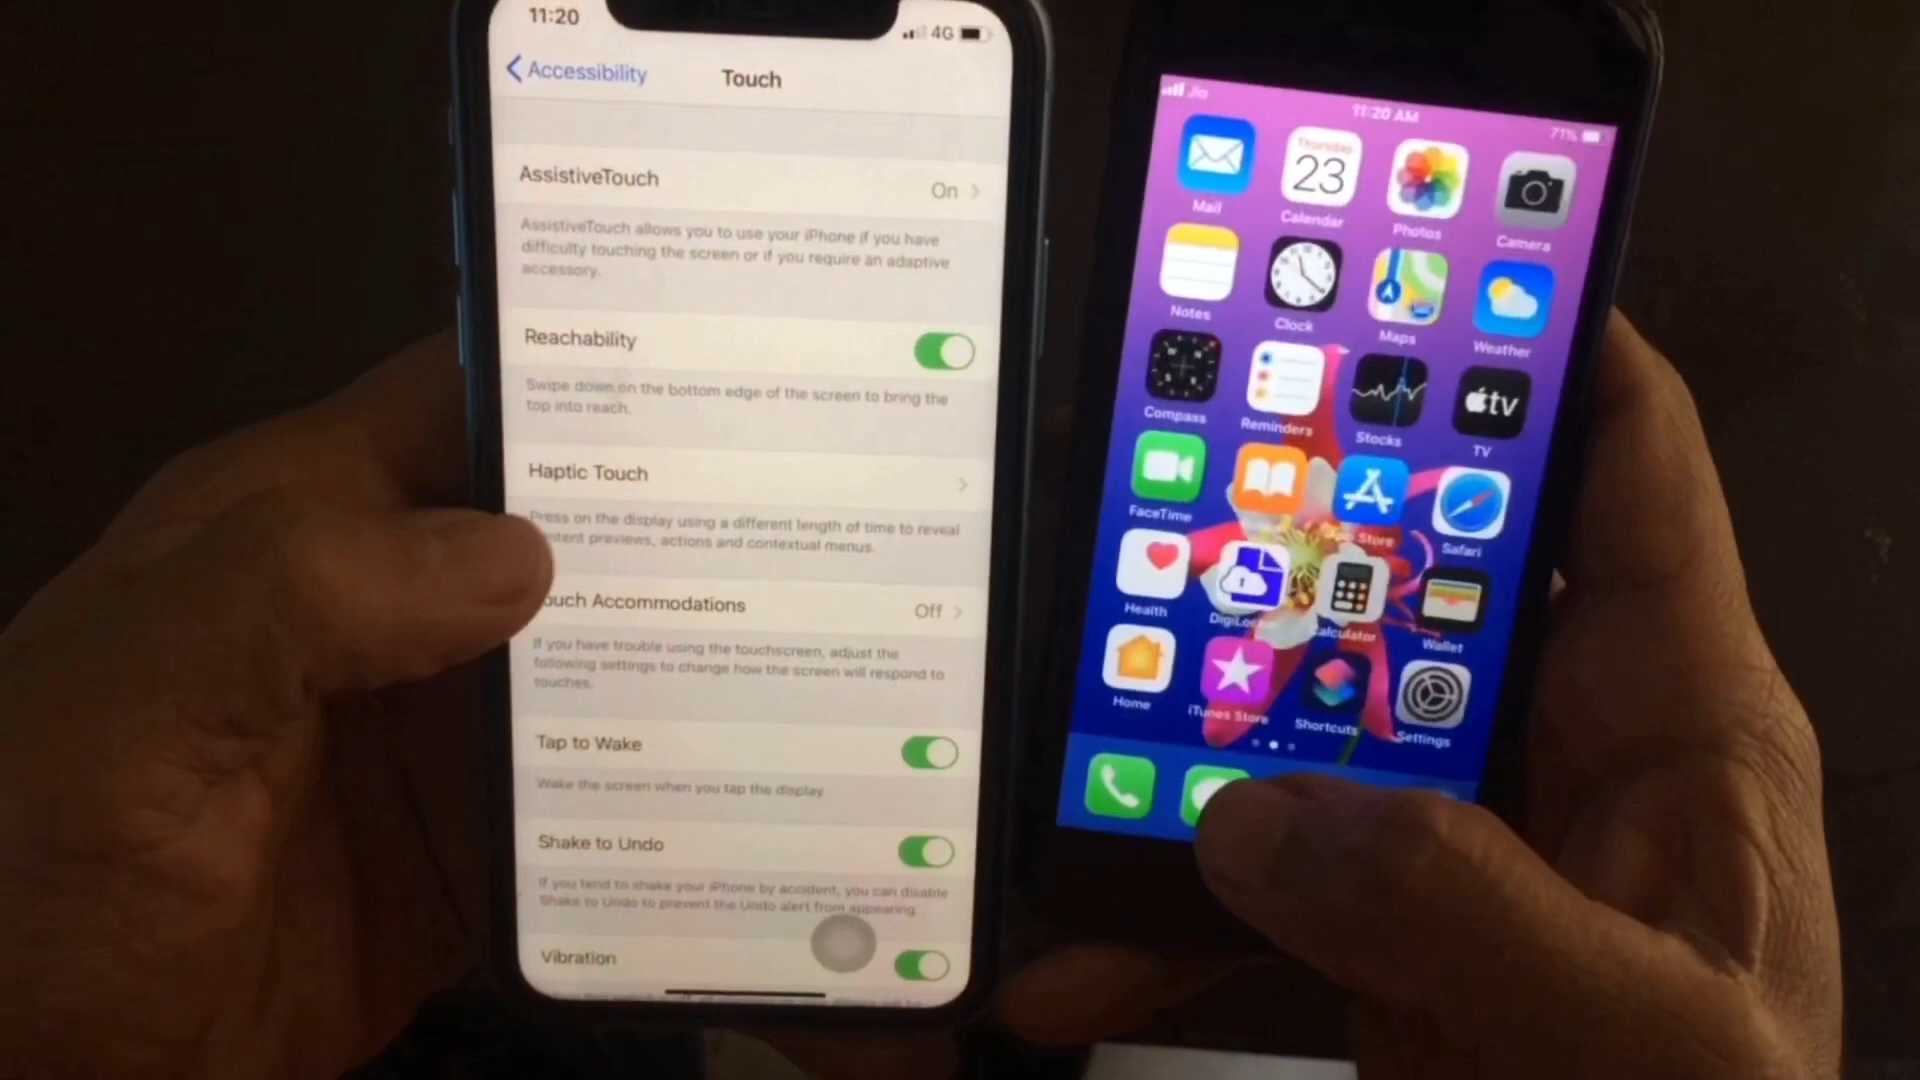 11:20
4G
Accessibility
Touch
AssistiveTouch
On
AssistiveTouch allows you to use your iPhone if you have
difficulty touching the screen or if you require an adaptive
accessory.
Reachability
Swipe down on the bottom edge of the screen to bring the
top into reach.
Haptic Touch
Press on the display using a different length of time to reveal
ntent previews, actions and contextual menus.
ouch Accommodations
Off
If you have trouble using the touchscreen, adjust the
following settings to change how the screen will respond to
touches.
Tap to Wake
Wake the screen when you tap the display
Shake to Undo
If you tend to shake your iPhone by accident, you can disable
Shake to Undo to prevent the Undo alert from appearing
Vibration
Jio
11:20 AM
71%
Thursday
23
Mail
Calendar
Photos
Camera
Notes
Clock
Maps
Weather
tv
Compass
Reminders
Stocks
TV
FaceTime
Store
Safari
Health
DigiLoc
Calculator
Wallet
Home
iTunes Store
Shortcuts
Settings